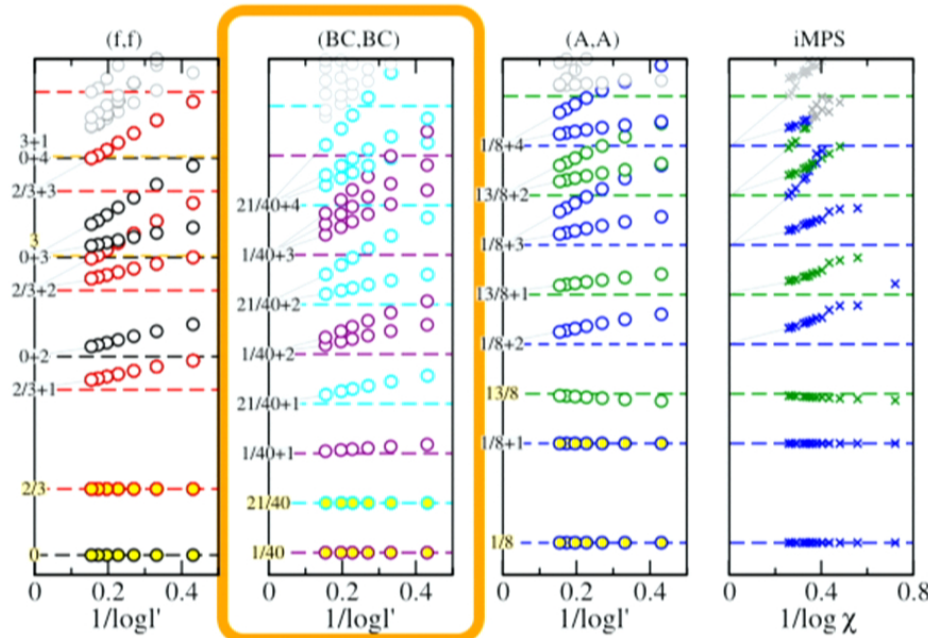 (f,f)
3+1
0+4
2/3+3
3
0+3
2/3+2
0+2
2/3+1
2/3
0
0 0.2 0.4
1/logl'
(BC,BC)
21/40+4
1/40+3
21/40+2
1/40+2
21/40+1
1/40+1
21/40
1/40
0 0.2 0.4
1/logl'
(A,A)
1/8+4
13/8+2
1/8+3
13/8+1
1/8+2
13/8
1/8+1
1/8
0 0.2 0.4
1/logl'
iMPS
0 0.4 0.8
1/log χ